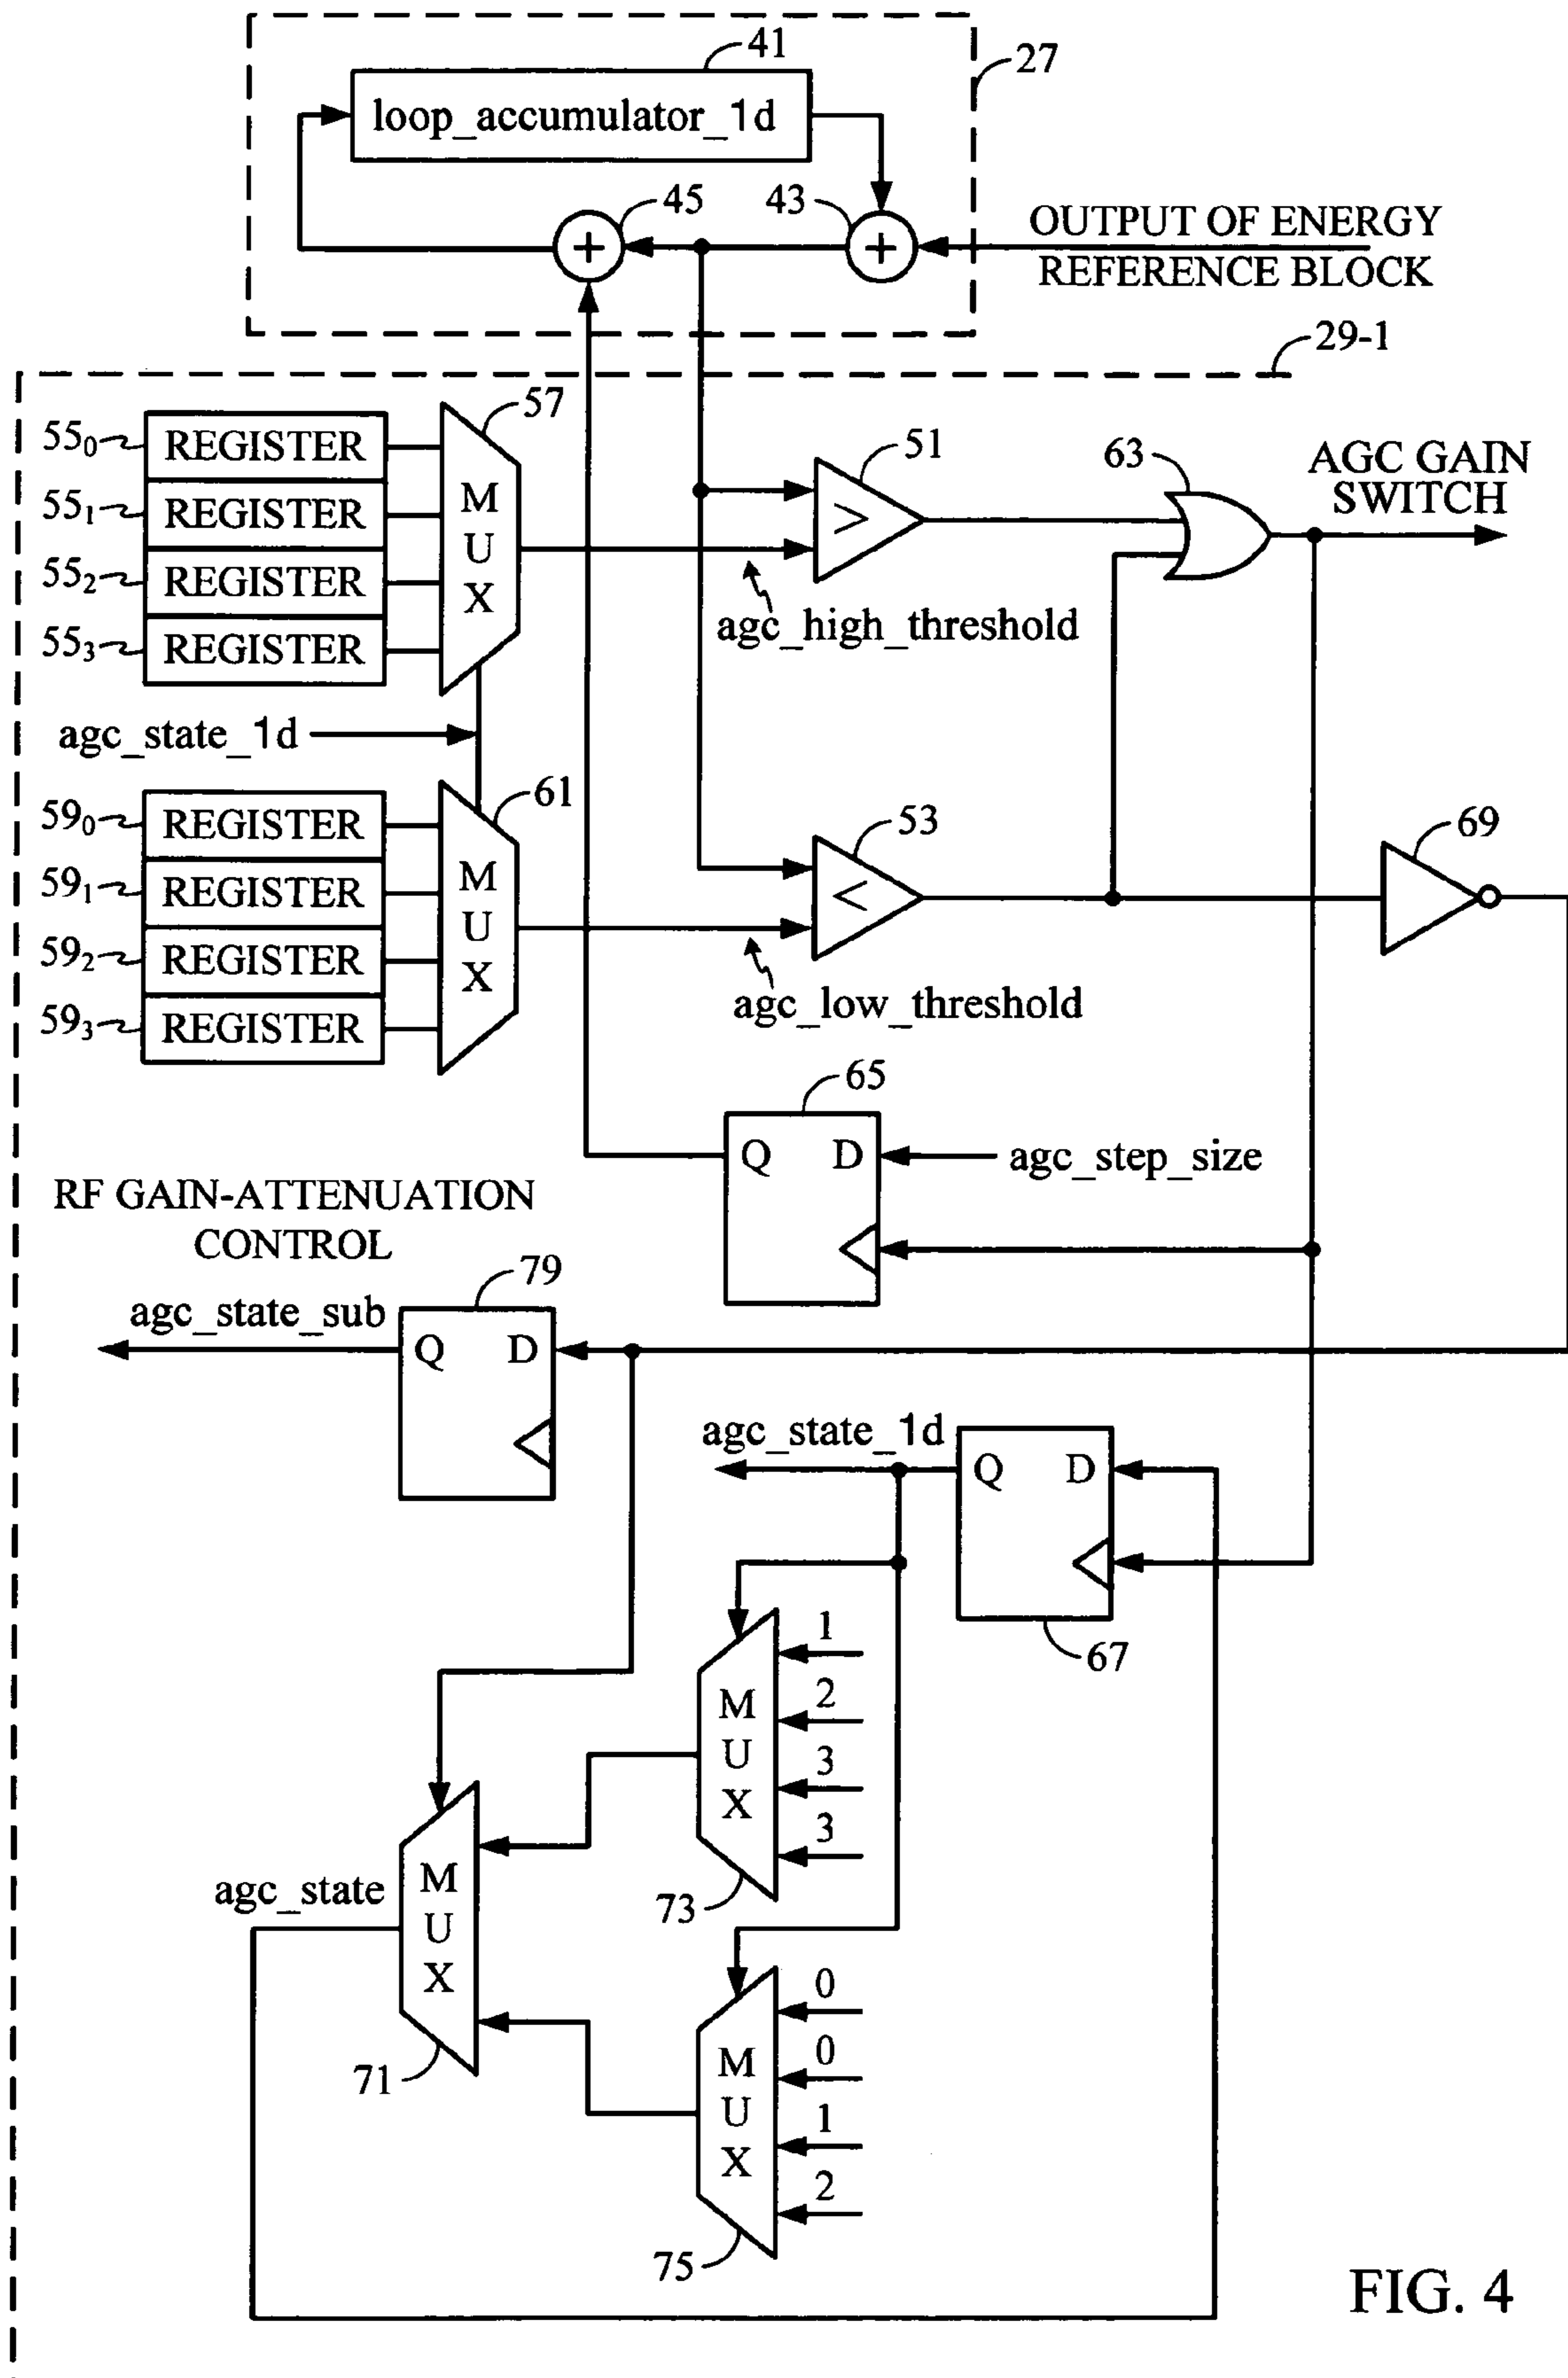 41
27
loop_accumulator_1d
45
43
+
+
OUTPUT OF ENERGY
REFERENCE BLOCK
29-1
57
55₀
REGISTER
55₁
REGISTER
55₂
REGISTER
55₃
REGISTER
M
U
X
51
>
63
AGC GAIN
SWITCH
agc_high_threshold
agc_state_1d
61
59₀
REGISTER
59₁
REGISTER
59₂
REGISTER
59₃
REGISTER
M
U
X
53
<
69
agc_low_threshold
65
Q D
agc_step_size
RF GAIN-ATTENUATION
CONTROL
79
agc_state_sub
Q D
agc_state_1d
Q D
67
1
2
3
3
M
U
X
73
agc_state
M
U
X
71
0
0
1
2
M
U
X
75
FIG. 4